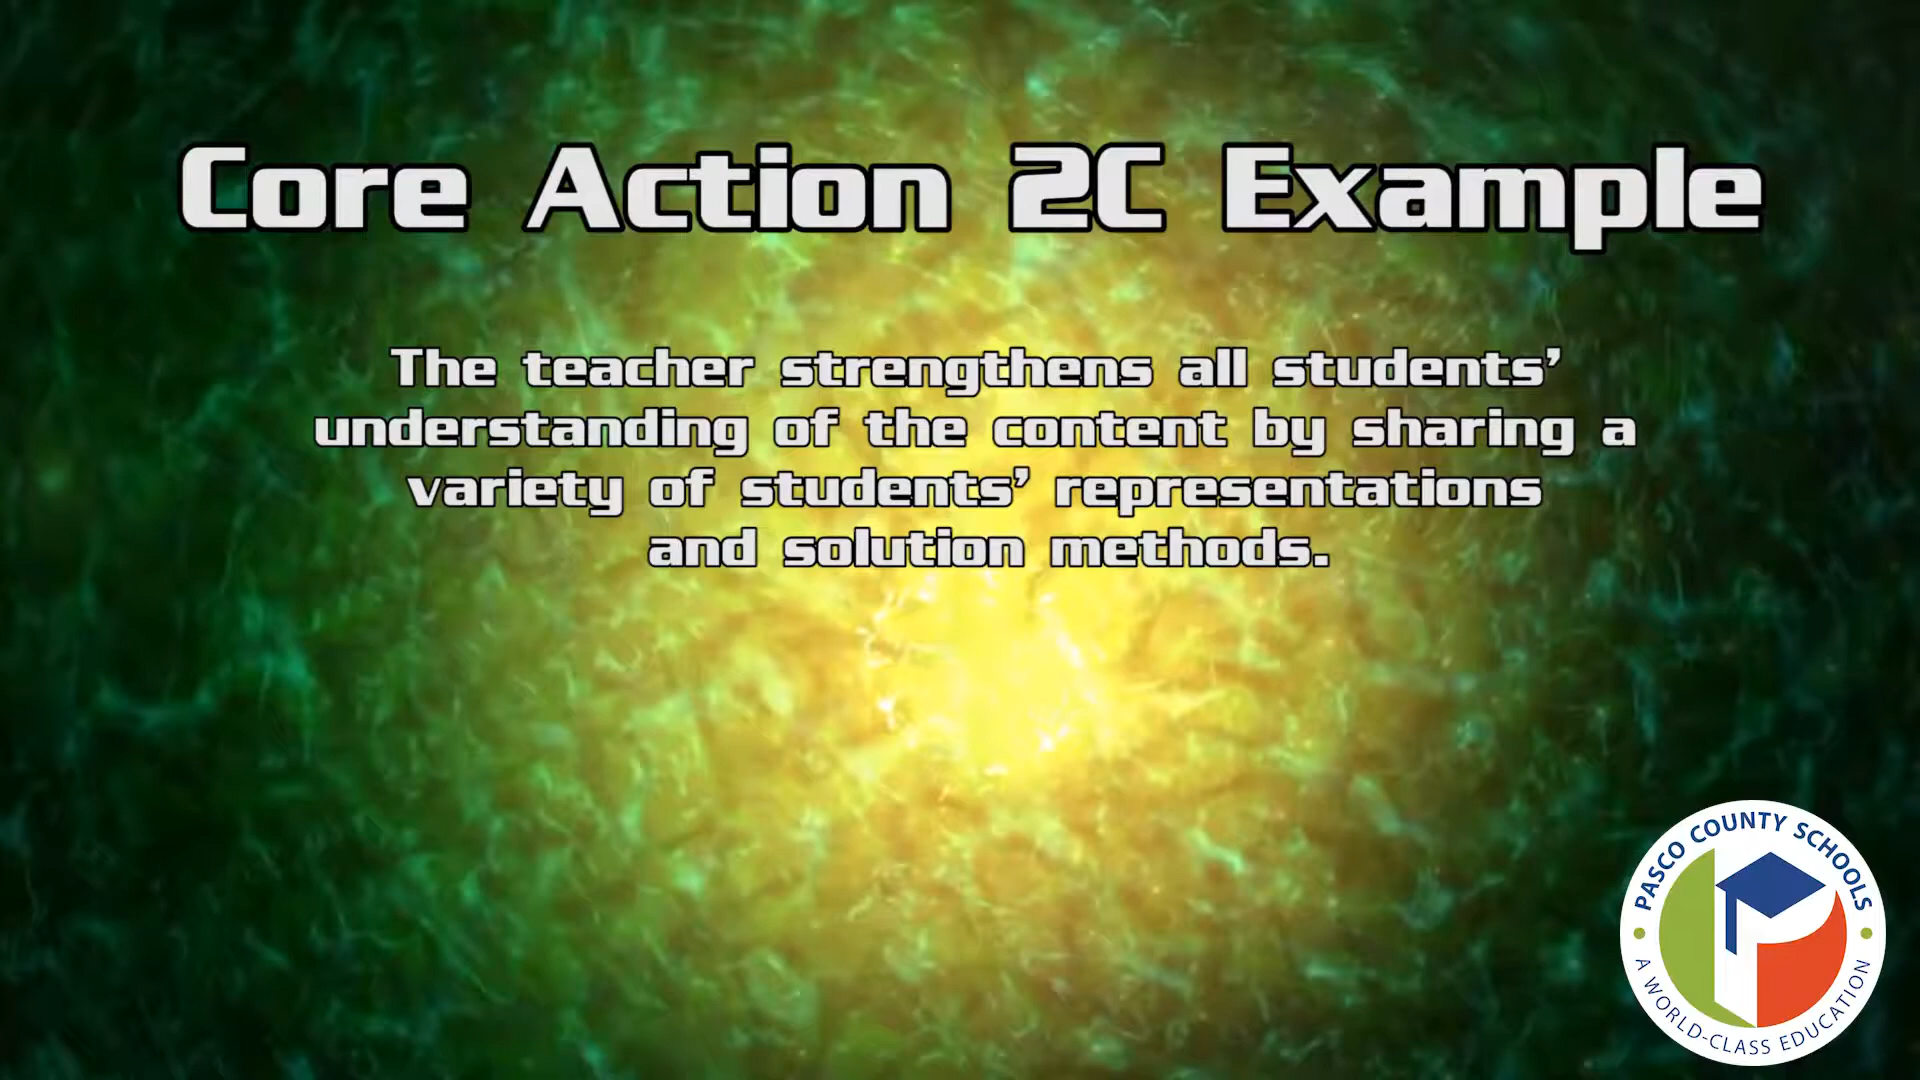 Core Action 2C Example
The teacher strengthens all students’
understanding of the content by sharing a
variety of students’ representations
and solution methods.
PASCO COUNTY SCHOOLS
A WORLD-CLASS EDUCATION